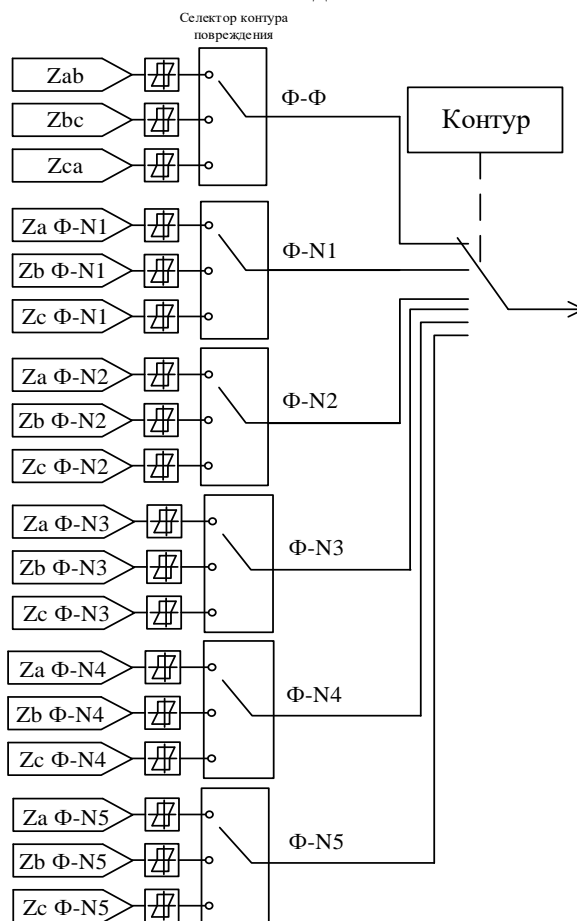 Селектор контура
повреждения
Zab
Zbc
Zca
Ф-Ф
Контур
Za Ф-N1
Zb Ф-N1
Zc Ф-N1
Ф-N1
Za Ф-N2
Zb Ф-N2
Zc Ф-N2
Ф-N2
Za Ф-N3
Zb Ф-N3
Zc Ф-N3
Ф-N3
Za Ф-N4
Zb Ф-N4
Zc Ф-N4
Ф-N4
Za Ф-N5
Zb Ф-N5
Zc Ф-N5
Ф-N5